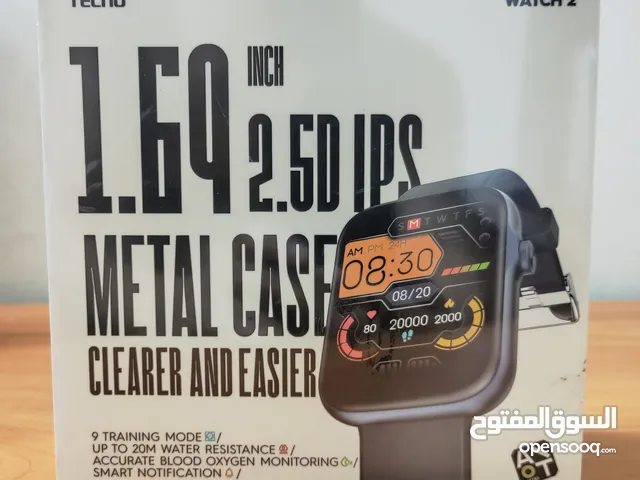 TECNO
WATCH 2
1.69 INCH
2.5D IPS
METAL CASE
CLEARER AND EASIER
S M T W T F S
AM PM 24H
08:30
08/20
80 20000 2000
9 TRAINING MODE /
UP TO 20M WATER RESISTANCE /
ACCURATE BLOOD OXYGEN MONITORING /
SMART NOTIFICATION /
السوق المفتوح
opensooq.com